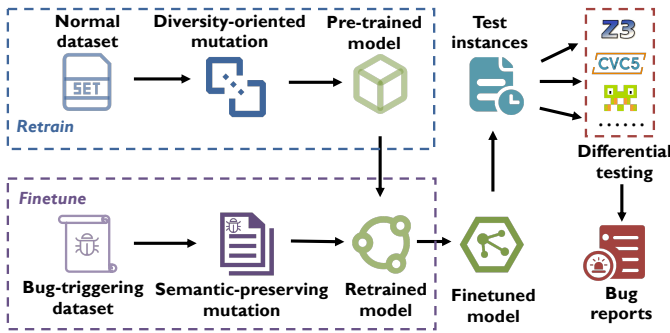 Normal
dataset
Diversity-oriented
mutation
Pre-trained
model
Test
instances
Z3
CVC5
SET
......
Retrain
Differential
testing
Finetune
Bug-triggering
dataset
Semantic-preserving
mutation
Retrained
model
Finetuned
model
Bug
reports